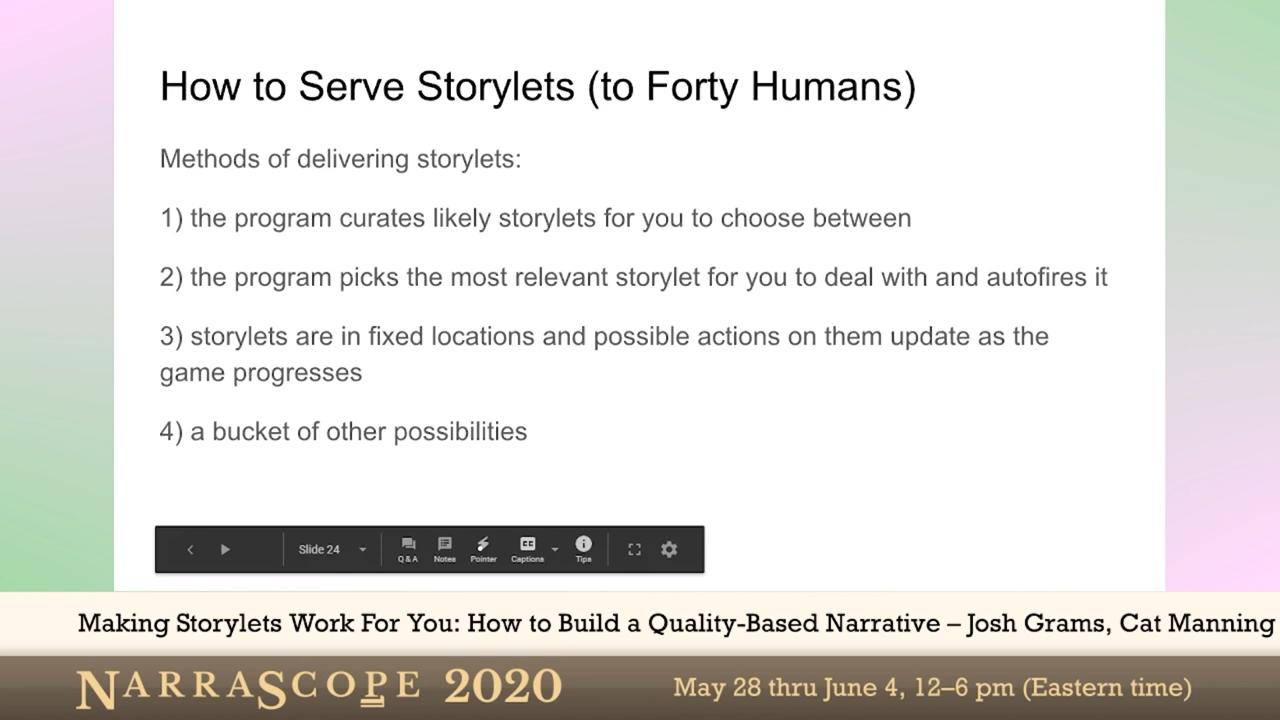 How to Serve Storylets (to Forty Humans)
Methods of delivering storylets:
1) the program curates likely storylets for you to choose between
2) the program picks the most relevant storylet for you to deal with and autofires it
3) storylets are in fixed locations and possible actions on them update as the
game progresses
4) a bucket of other possibilities
Slide 24
Q & A Notes Pointer Captions Tips
Making Storylets Work For You: How to Build a Quality-Based Narrative – Josh Grams, Cat Manning
NARRASCOPE 2020 May 28 thru June 4, 12–6 pm (Eastern time)